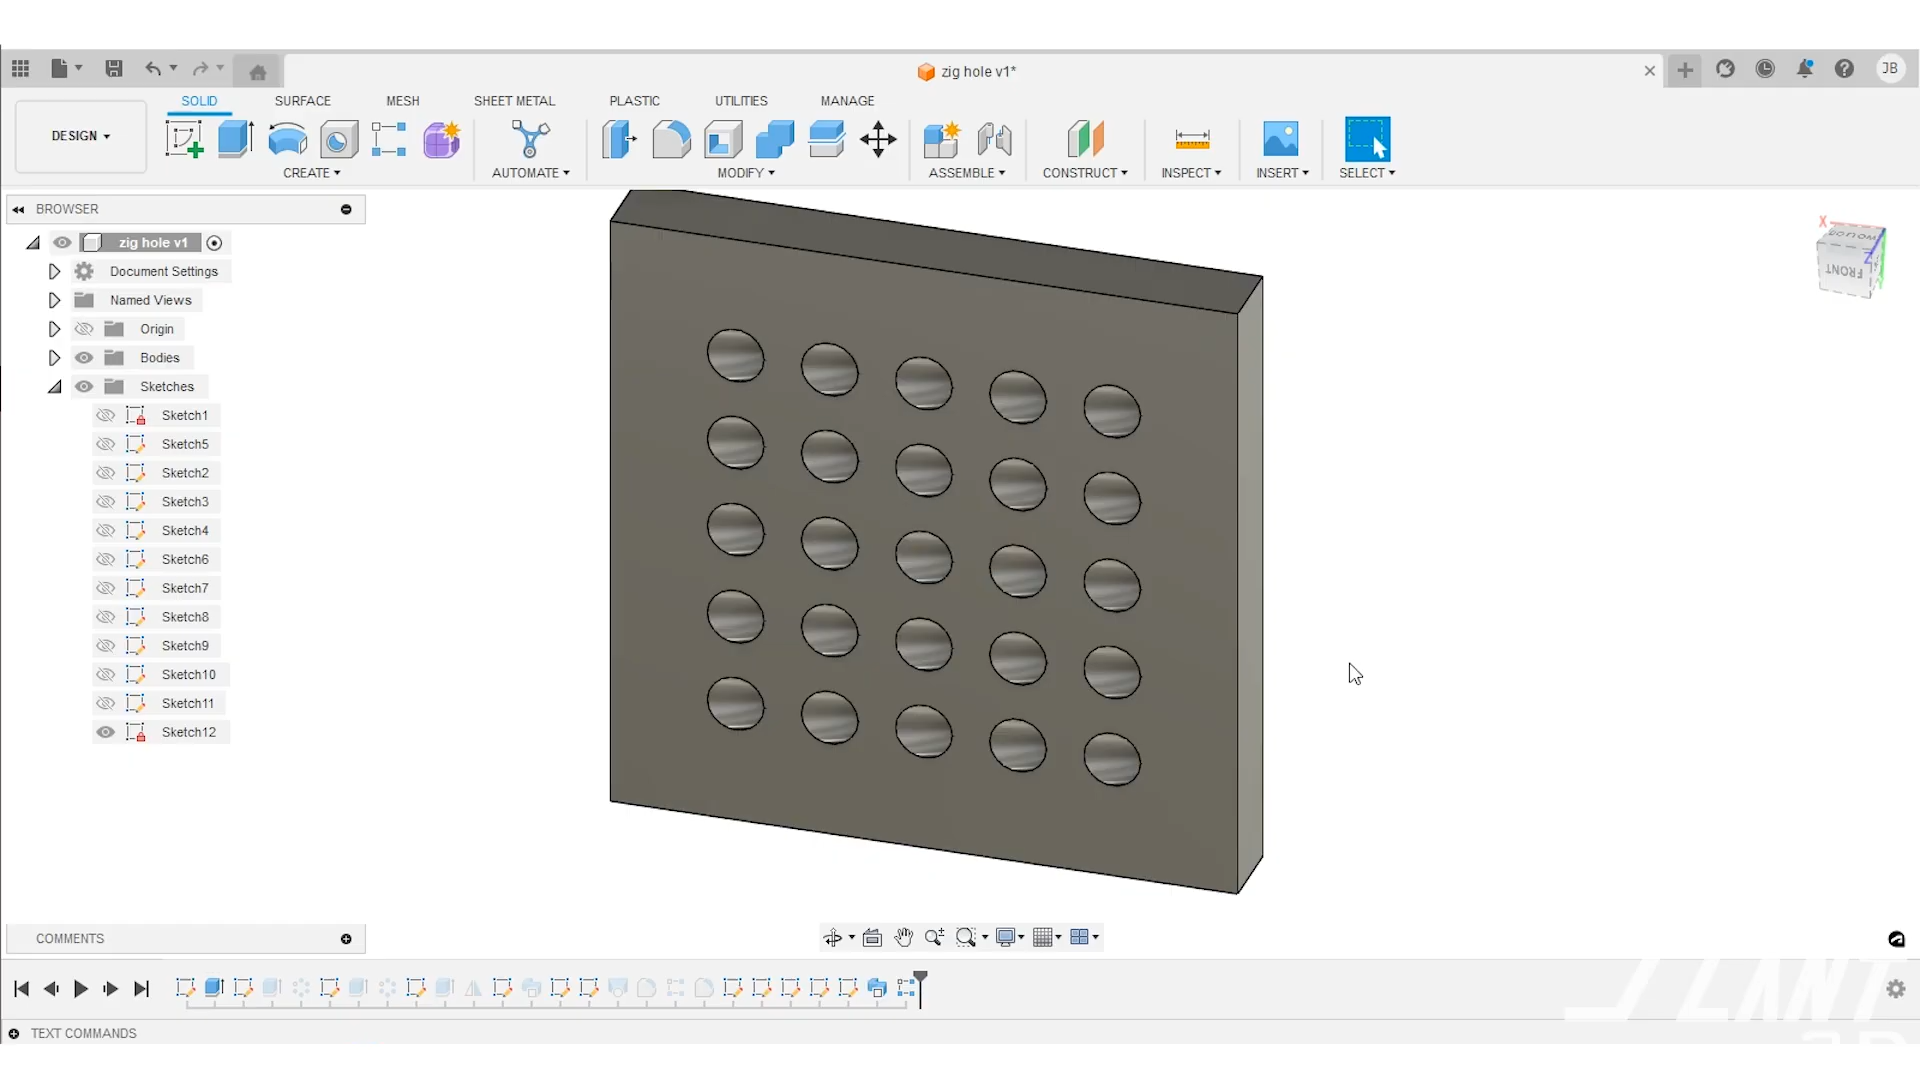 zig hole v1*
JB
SOLID
SURFACE
MESH
SHEET METAL
PLASTIC
UTILITIES
MANAGE
DESIGN
CREATE
AUTOMATE
MODIFY
ASSEMBLE
CONSTRUCT
INSPECT
INSERT
SELECT
BROWSER
zig hole v1
Document Settings
Named Views
Origin
Bodies
Sketches
Sketch1
Sketch5
Sketch2
Sketch3
Sketch4
Sketch6
Sketch7
Sketch8
Sketch9
Sketch10
Sketch11
Sketch12
X
BOTTOM
Z
FRONT
COMMENTS
TEXT COMMANDS